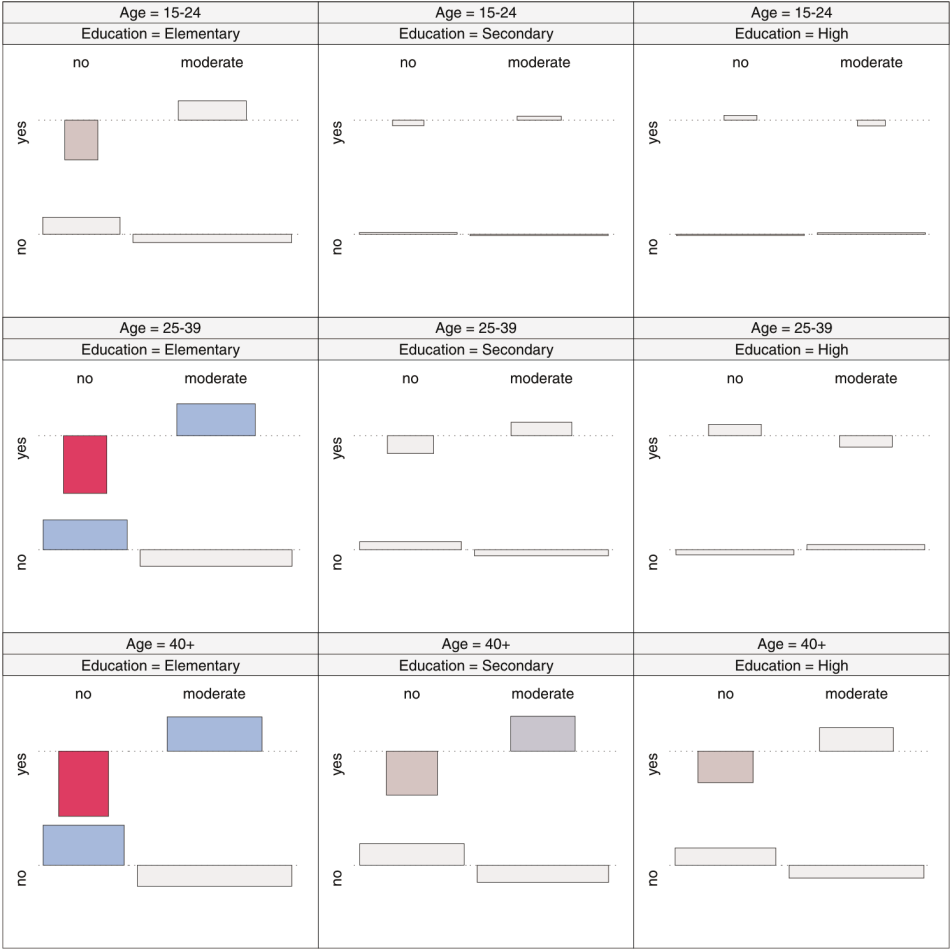 Age = 15-24
Education = Elementary
no moderate
yes
no
Age = 15-24
Education = Secondary
no moderate
yes
no
Age = 15-24
Education = High
no moderate
yes
no
Age = 25-39
Education = Elementary
no moderate
yes
no
Age = 25-39
Education = Secondary
no moderate
yes
no
Age = 25-39
Education = High
no moderate
yes
no
Age = 40+
Education = Elementary
no moderate
yes
no
Age = 40+
Education = Secondary
no moderate
yes
no
Age = 40+
Education = High
no moderate
yes
no